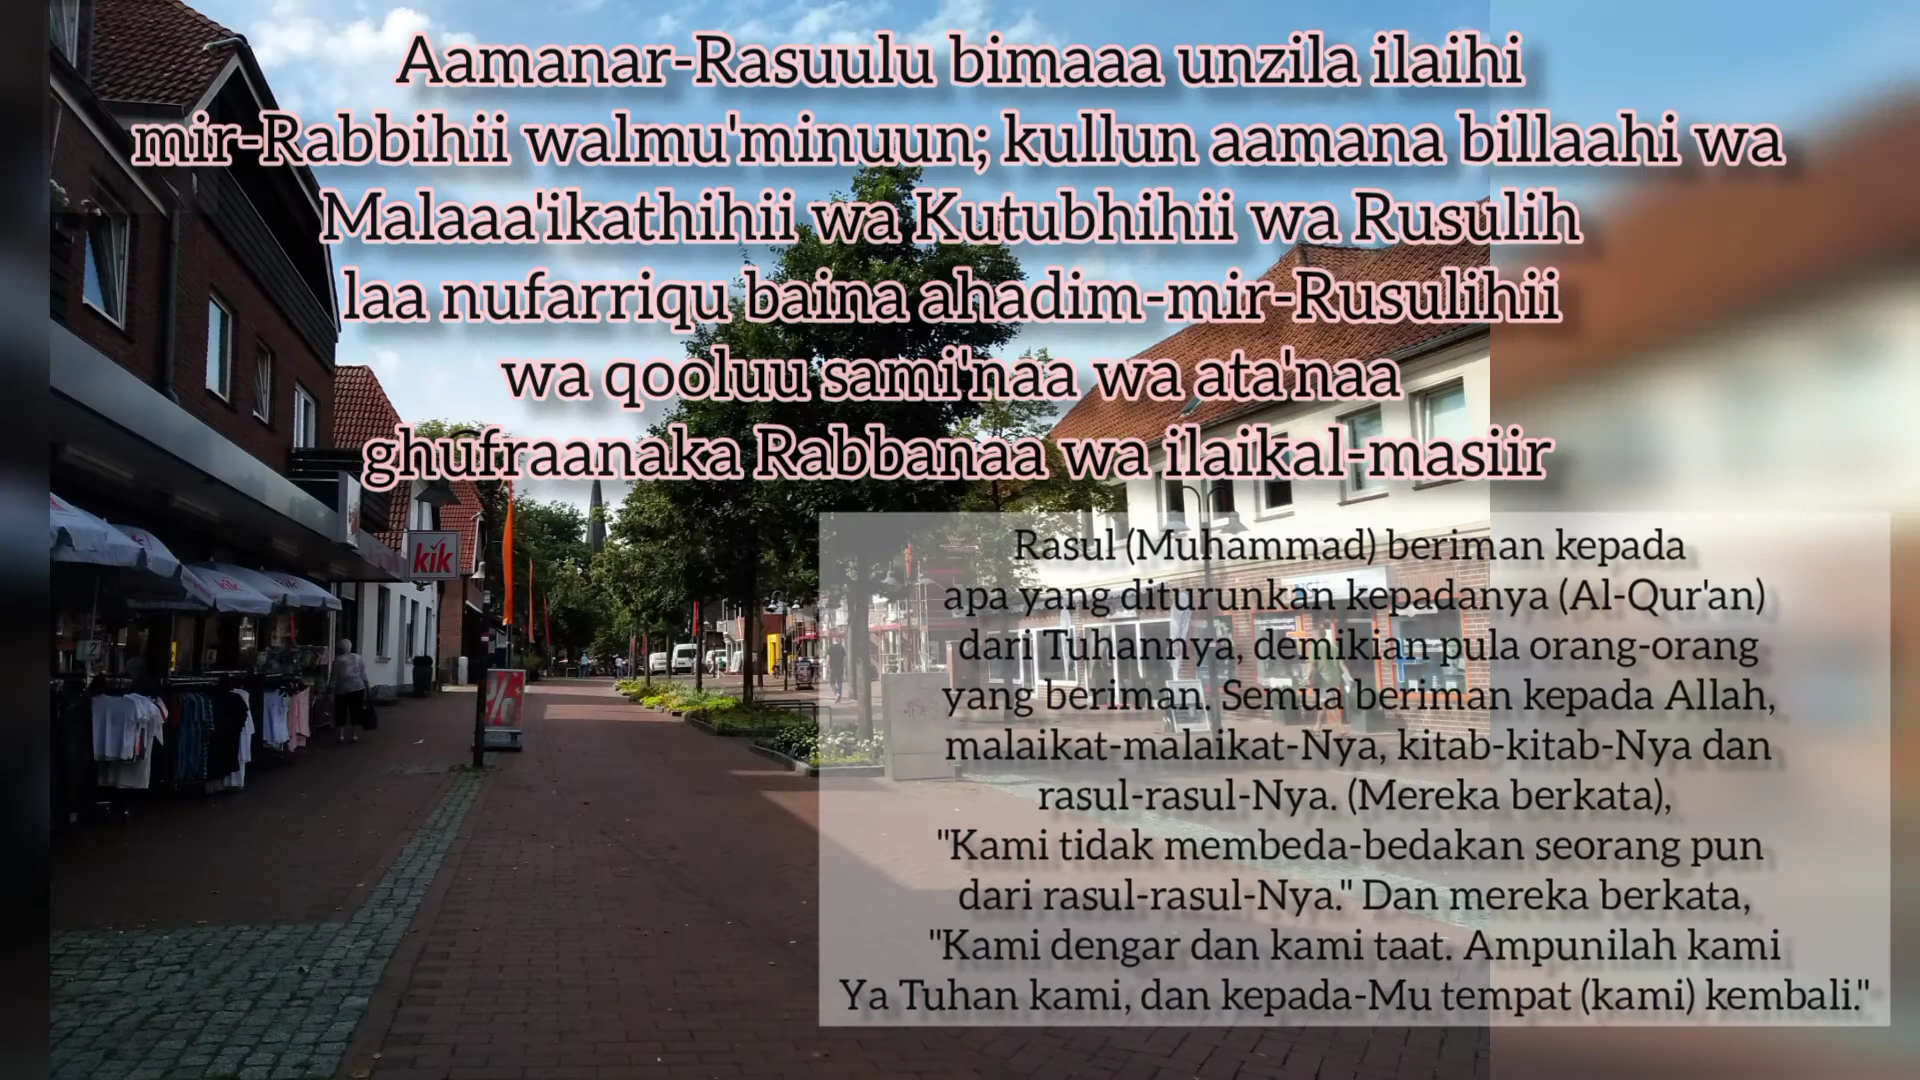 Aamanar-Rasuulu bimaaa unzila ilaihi
mir-Rabbihii walmu'minuun; kullun aamana billaahi wa
Malaaa'ikathihii wa Kutubhihii wa Rusulih
laa nufarriqu baina ahadim-mir-Rusulihii
wa qooluu sami'naa wa ata'naa
ghufraanaka Rabbanaa wa ilaikal-masiir
kik
kik
%
Rasul (Muhammad) beriman kepada
apa yang diturunkan kepadanya (Al-Qur'an)
dari Tuhannya, demikian pula orang-orang
yang beriman. Semua beriman kepada Allah,
malaikat-malaikat-Nya, kitab-kitab-Nya dan
rasul-rasul-Nya. (Mereka berkata),
"Kami tidak membeda-bedakan seorang pun
dari rasul-rasul-Nya." Dan mereka berkata,
"Kami dengar dan kami taat. Ampunilah kami
Ya Tuhan kami, dan kepada-Mu tempat (kami) kembali."